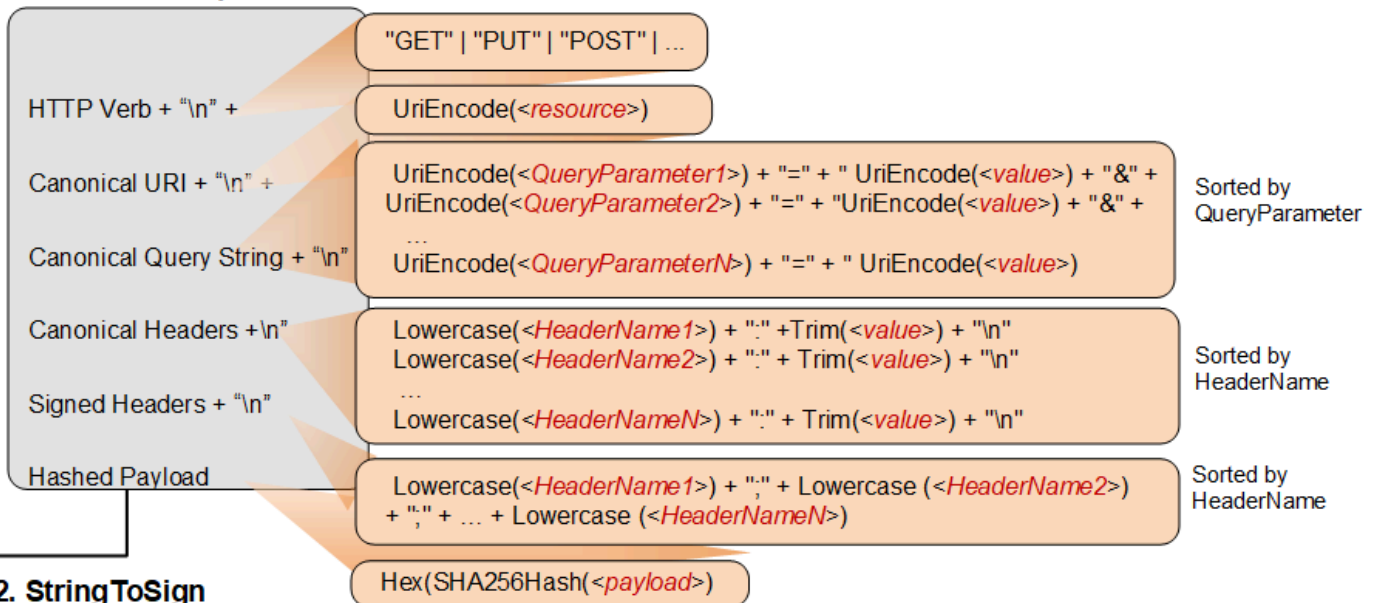 "GET" | "PUT" | "POST" | ...
HTTP Verb + “\n” +
UriEncode(<resource>)
Canonical URI + “\n” +
UriEncode(<QueryParameter1>) + "=" + " UriEncode(<value>) + "&" +
UriEncode(<QueryParameter2>) + "=" + "UriEncode(<value>) + "&" +
...
UriEncode(<QueryParameterN>) + "=" + " UriEncode(<value>)
Sorted by
QueryParameter
Canonical Query String + “\n”
Canonical Headers +\n”
Lowercase(<HeaderName1>) + ":" +Trim(<value>) + "\n"
Lowercase(<HeaderName2>) + ":" + Trim(<value>) + "\n"
...
Lowercase(<HeaderNameN>) + ":" + Trim(<value>) + "\n"
Sorted by
HeaderName
Signed Headers + “\n”
Lowercase(<HeaderName1>) + ";" + Lowercase (<HeaderName2>)
+ ";" + ... + Lowercase (<HeaderNameN>)
Sorted by
HeaderName
Hashed Payload
Hex(SHA256Hash(<payload>)
2. StringToSign